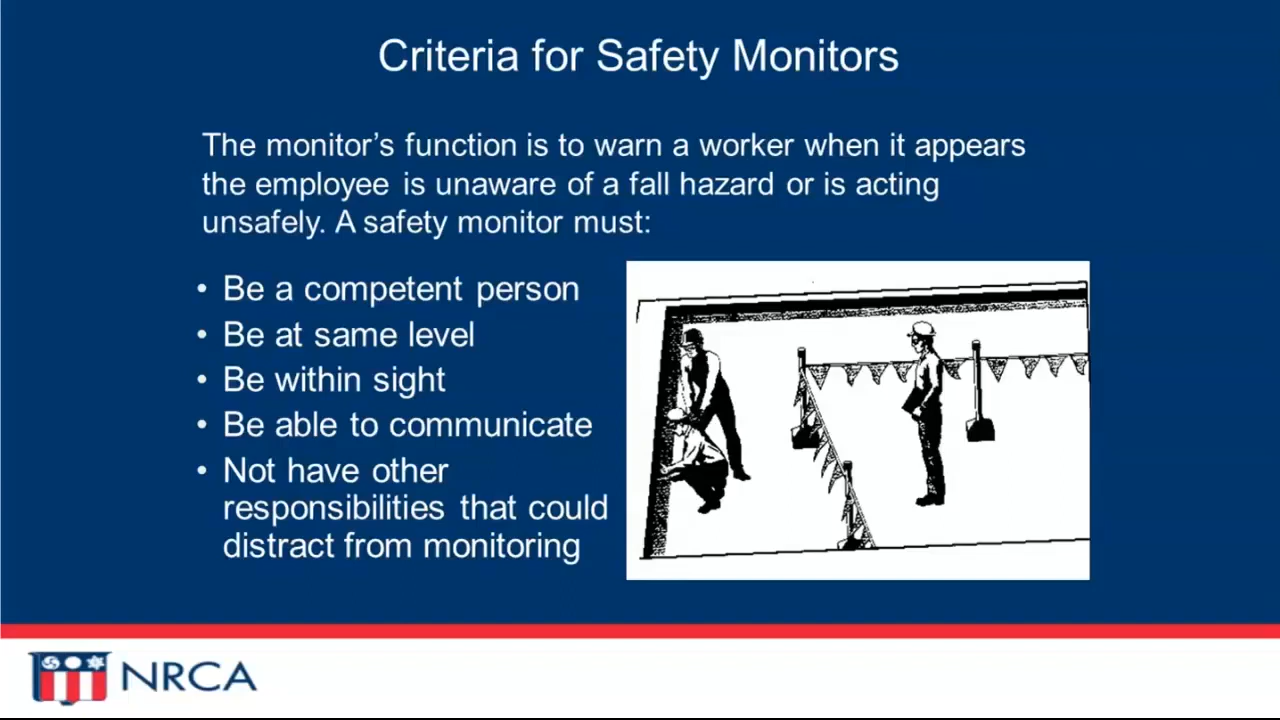 Criteria for Safety Monitors
The monitor’s function is to warn a worker when it appears
the employee is unaware of a fall hazard or is acting
unsafely. A safety monitor must:
• Be a competent person
• Be at same level
• Be within sight
• Be able to communicate
• Not have other
responsibilities that could
distract from monitoring
NRCA